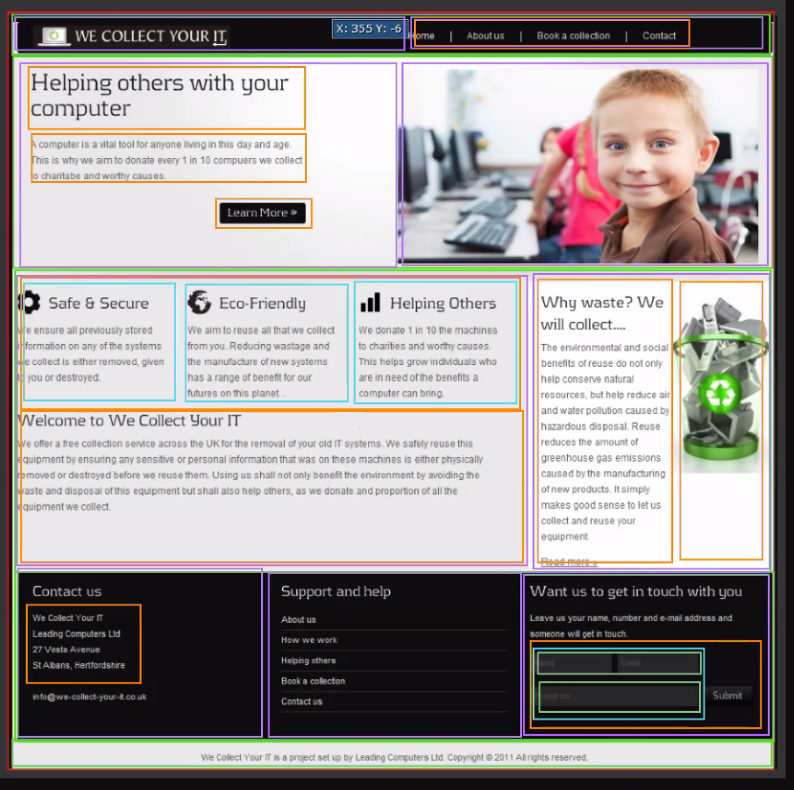 WE COLLECT YOUR IT
X: 355 Y: -6
Home | About us | Book a collection | Contact
Helping others with your
computer
A computer is a vital tool for anyone living in this day and age.
This is why we aim to donate every 1 in 10 compuers we collect
to charitabe and worthy causes.
Learn More »
Safe & Secure
We ensure all previously stored
information on any of the systems
we collect is either removed, given
to you or destroyed.
Eco-Friendly
We aim to reuse all that we collect
from you. Reducing wastage and
the manufacture of new systems
has a range of benefit for our
futures on this planet. .
Helping Others
We donate 1 in 10 the machines
to charities and worthy causes.
This helps grow individuals who
are in need of the benefits a
computer can bring.
Welcome to We Collect Your IT
We offer a free collection service across the UK for the removal of your old IT systems. We safely reuse this
equipment by ensuring any sensitive or personal information that was on these machines is either physically
removed or destroyed before we reuse them. Using us shall not only benefit the environment by avoiding the
waste and disposal of this equipment but shall also help others, as we donate and proportion of all the
equipment we collect.
Why waste? We
will collect....
The environmental and social
benefits of reuse do not only
help conserve natural
resources, but help reduce air
and water pollution caused by
hazardous disposal. Reuse
reduces the amount of
greenhouse gas emissions
caused by the manufacturing
of new products. It simply
makes good sense to let us
collect and reuse your
equipment.
Read more »
Contact us
We Collect Your IT
Leading Computers Ltd
27 Vesta Avenue
St Albans, Hertfordshire
info@we-collect-your-it.co.uk
Support and help
About us
How we work
Helping others
Book a collection
Contact us
Want us to get in touch with you
Leave us your name, number and e-mail address and
someone will get in touch.
Name
Email
Phone no
Submit
We Collect Your IT is a project set up by Leading Computers Ltd. Copyright © 2011 All rights reserved.